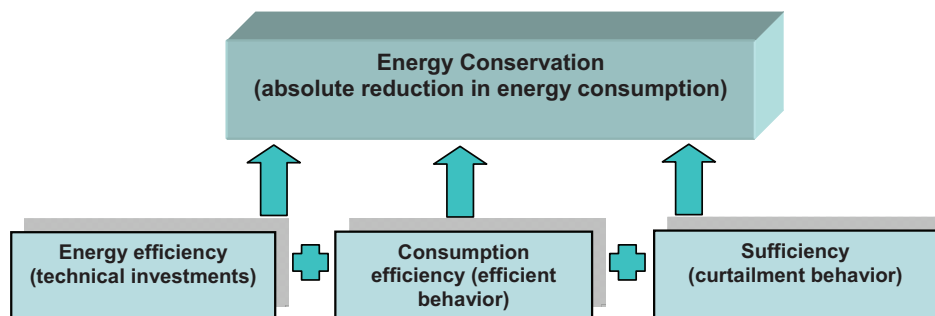 Energy Conservation
(absolute reduction in energy consumption)
Energy efficiency
(technical investments)
Consumption
efficiency (efficient
behavior)
Sufficiency
(curtailment behavior)